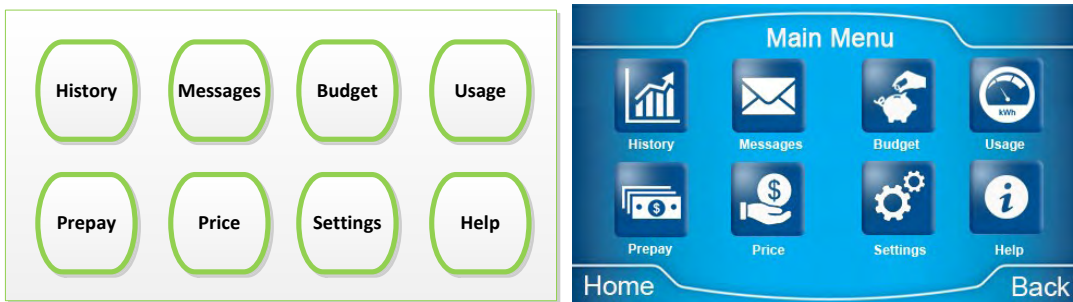 History Messages Budget Usage
Prepay Price Settings Help
Main Menu
kWh
History Messages Budget Usage
$ $ i
Prepay Price Settings Help
Home Back